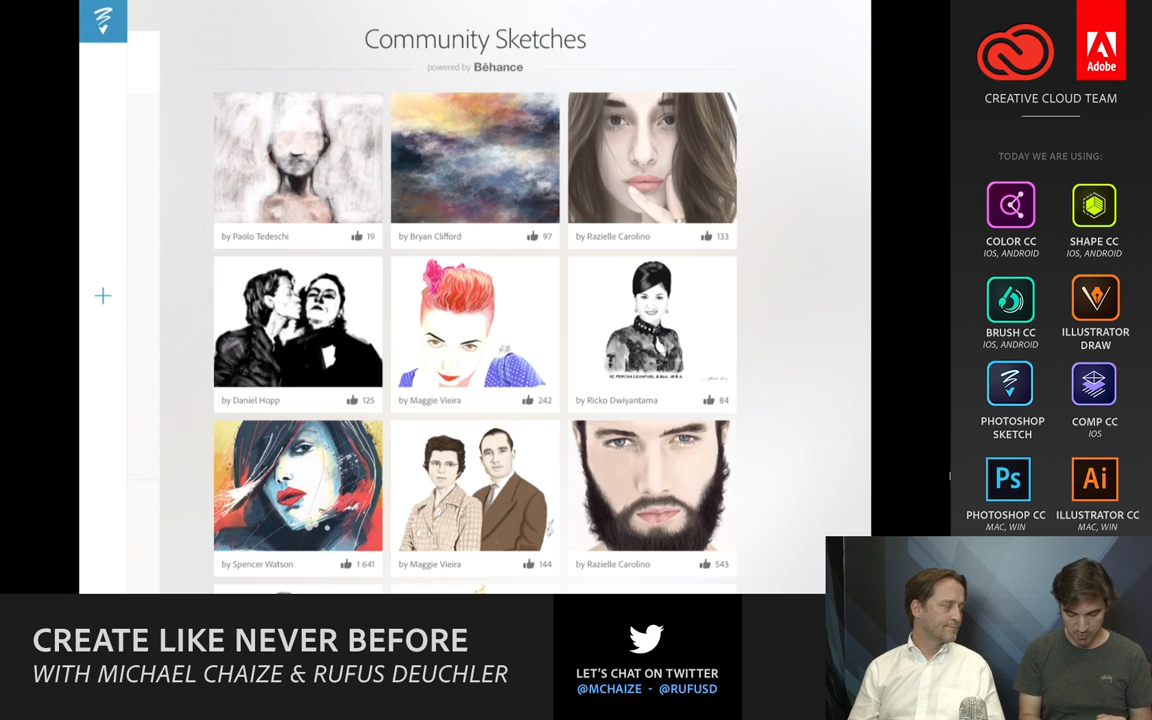 Community Sketches
powered by Bēhance
by Paolo Tedeschi 19
by Bryan Clifford 97
by Razielle Carolino 133
by Daniel Hopp 125
by Maggie Vieira 242
by Ricko Dwiyantama 84
by Spencer Watson 1 641
by Maggie Vieira 144
by Razielle Carolino 543
Adobe
CREATIVE CLOUD TEAM
TODAY WE ARE USING:
COLOR CC
IOS, ANDROID
SHAPE CC
IOS, ANDROID
BRUSH CC
IOS, ANDROID
ILLUSTRATOR
DRAW
PHOTOSHOP
SKETCH
COMP CC
IOS
Ps
PHOTOSHOP CC
MAC, WIN
Ai
ILLUSTRATOR CC
MAC, WIN
CREATE LIKE NEVER BEFORE
WITH MICHAEL CHAIZE & RUFUS DEUCHLER
LET'S CHAT ON TWITTER
@MCHAIZE - @RUFUSD